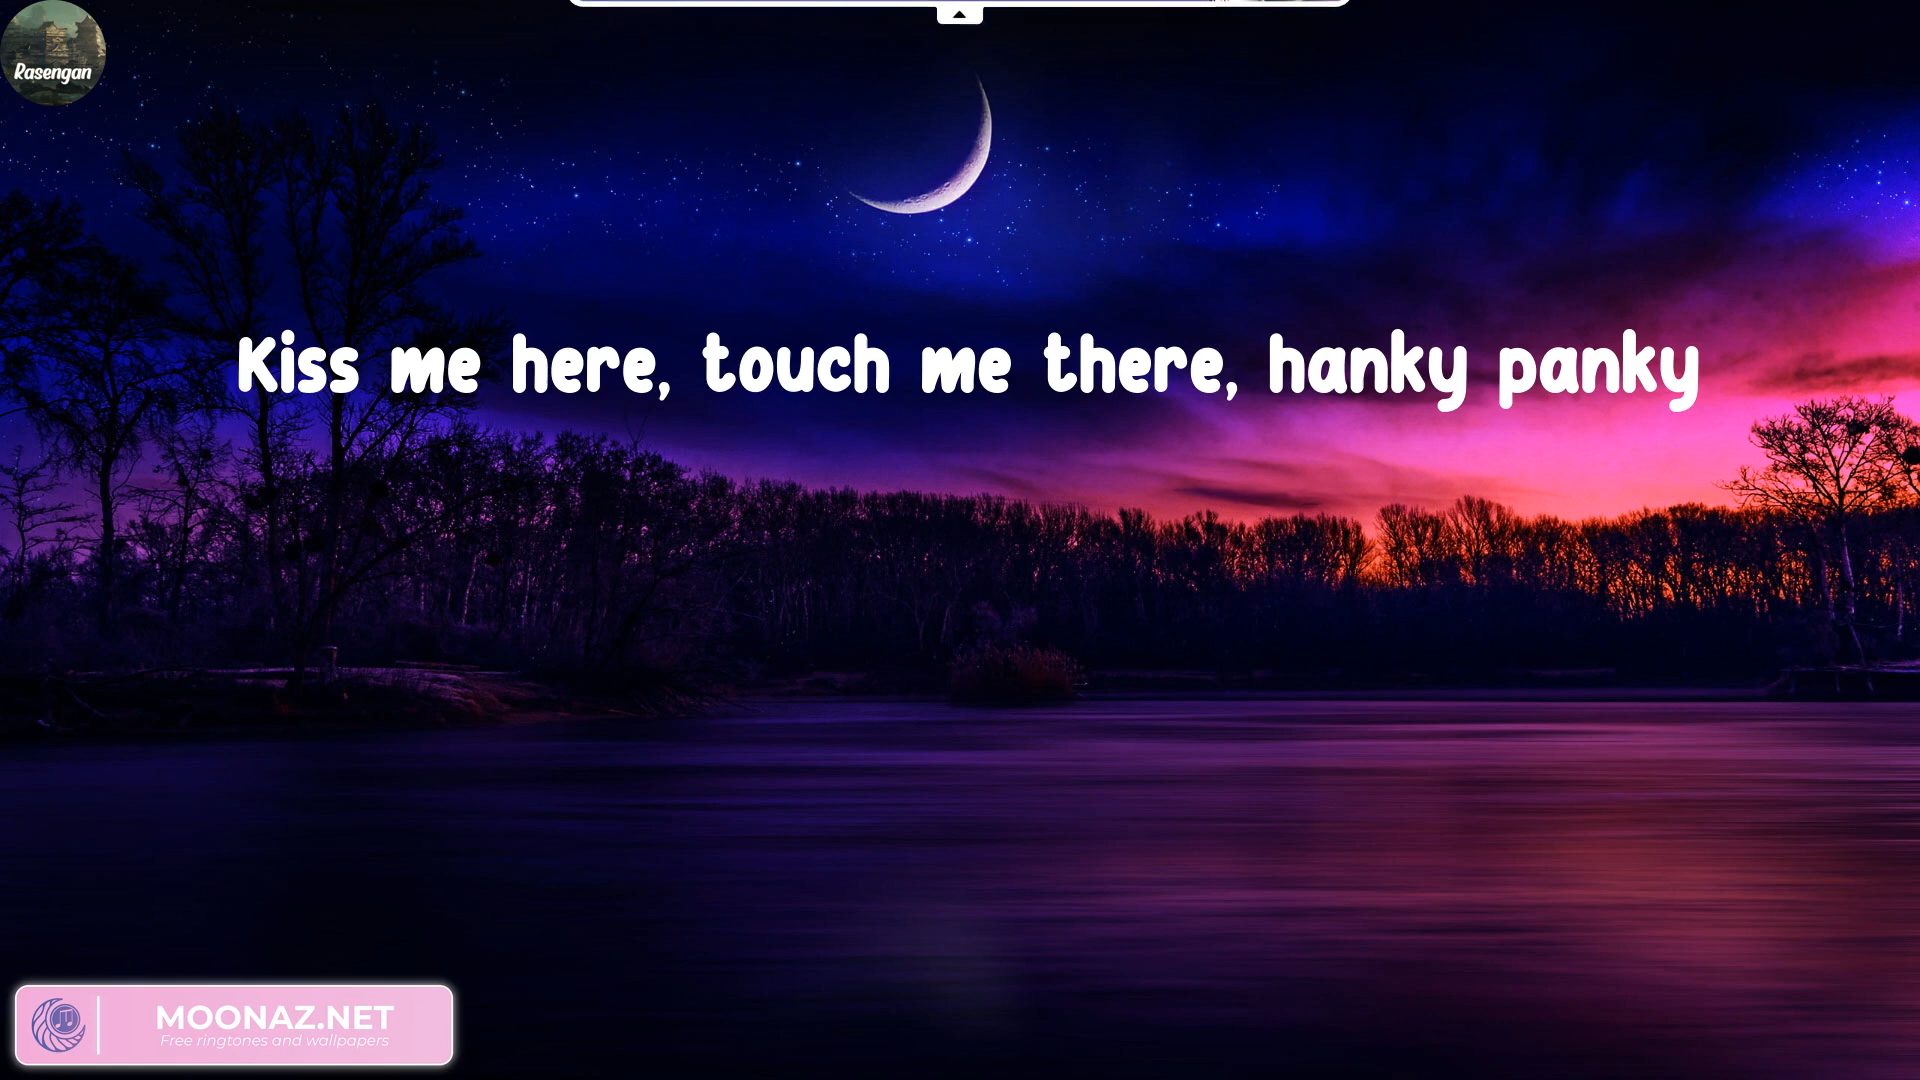 Rasengan
Kiss me here, touch me there, hanky panky
MOONAZ.NET
Free ringtones and wallpapers